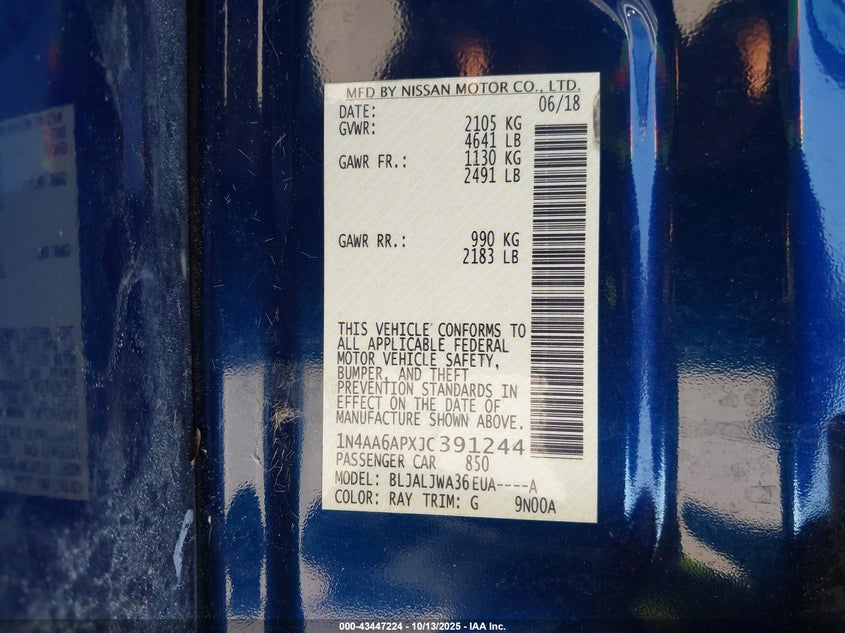 MFD BY NISSAN MOTOR CO., LTD.
DATE: 06/18
GVWR: 2105 KG
4641 LB
GAWR FR.: 1130 KG
2491 LB
GAWR RR.: 990 KG
2183 LB
THIS VEHICLE CONFORMS TO
ALL APPLICABLE FEDERAL
MOTOR VEHICLE SAFETY,
BUMPER, AND THEFT
PREVENTION STANDARDS IN
EFFECT ON THE DATE OF
MANUFACTURE SHOWN ABOVE.
1N4AA6APXJC391244
PASSENGER CAR 850
MODEL: BLJALJWA36EUA----A
COLOR: RAY TRIM: G 9N00A
000-43447224 - 10/13/2025 - IAA Inc.